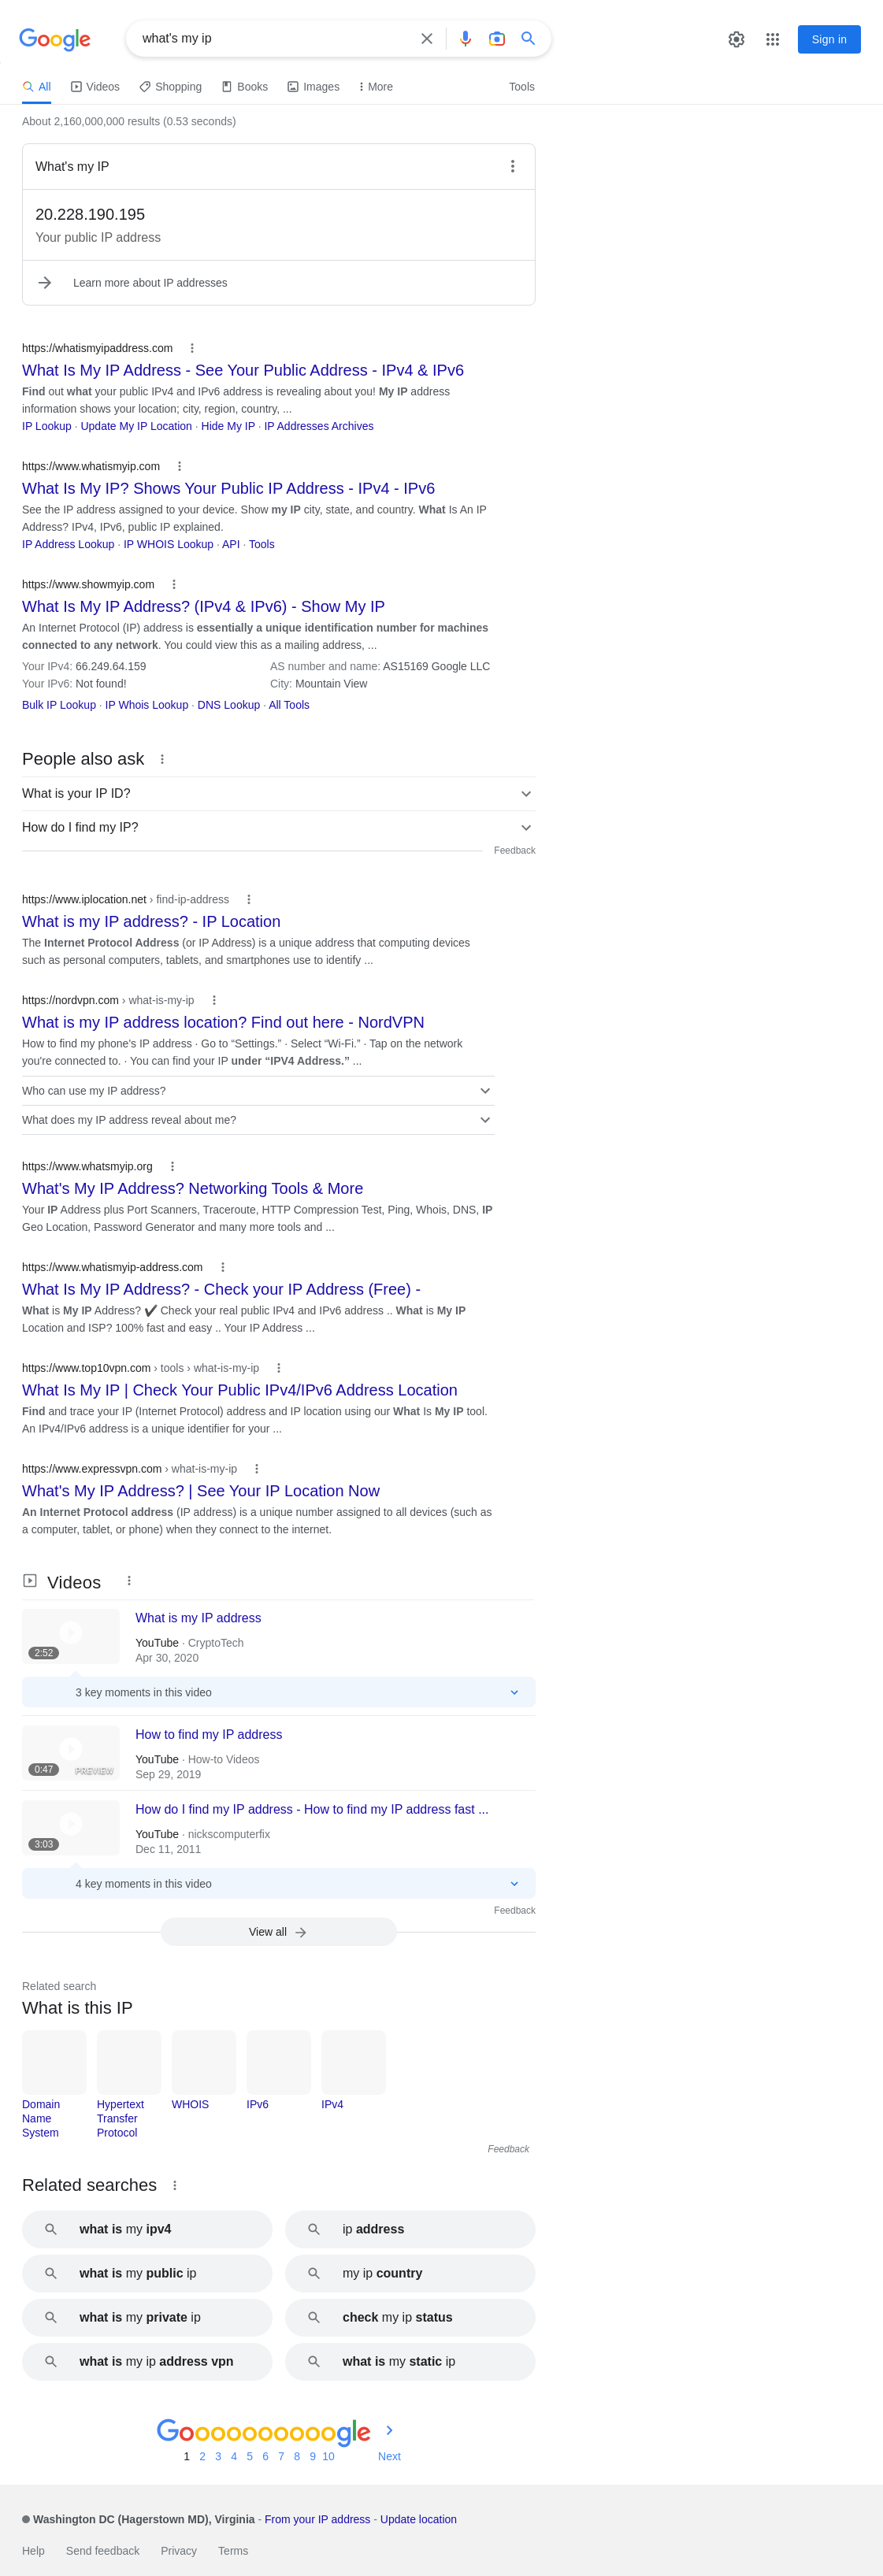 Google
what's my ip
Sign in
All
Videos
Shopping
Books
Images
More
Tools
About 2,160,000,000 results (0.53 seconds)
What's my IP
20.228.190.195
Your public IP address
Learn more about IP addresses
https://whatismyipaddress.com
What Is My IP Address - See Your Public Address - IPv4 & IPv6
Find out what your public IPv4 and IPv6 address is revealing about you! My IP address
information shows your location; city, region, country, ...
IP Lookup · Update My IP Location · Hide My IP · IP Addresses Archives
https://www.whatismyip.com
What Is My IP? Shows Your Public IP Address - IPv4 - IPv6
See the IP address assigned to your device. Show my IP city, state, and country. What Is An IP
Address? IPv4, IPv6, public IP explained.
IP Address Lookup · IP WHOIS Lookup · API · Tools
https://www.showmyip.com
What Is My IP Address? (IPv4 & IPv6) - Show My IP
An Internet Protocol (IP) address is essentially a unique identification number for machines
connected to any network. You could view this as a mailing address, ...
Your IPv4: 66.249.64.159 AS number and name: AS15169 Google LLC
Your IPv6: Not found! City: Mountain View
Bulk IP Lookup · IP Whois Lookup · DNS Lookup · All Tools
People also ask
What is your IP ID?
How do I find my IP?
Feedback
https://www.iplocation.net › find-ip-address
What is my IP address? - IP Location
The Internet Protocol Address (or IP Address) is a unique address that computing devices
such as personal computers, tablets, and smartphones use to identify ...
https://nordvpn.com › what-is-my-ip
What is my IP address location? Find out here - NordVPN
How to find my phone's IP address · Go to “Settings.” · Select “Wi-Fi.” · Tap on the network
you're connected to. · You can find your IP under “IPV4 Address.” ...
Who can use my IP address?
What does my IP address reveal about me?
https://www.whatsmyip.org
What's My IP Address? Networking Tools & More
Your IP Address plus Port Scanners, Traceroute, HTTP Compression Test, Ping, Whois, DNS, IP
Geo Location, Password Generator and many more tools and ...
https://www.whatismyip-address.com
What Is My IP Address? - Check your IP Address (Free) -
What is My IP Address? ✔️ Check your real public IPv4 and IPv6 address .. What is My IP
Location and ISP? 100% fast and easy .. Your IP Address ...
https://www.top10vpn.com › tools › what-is-my-ip
What Is My IP | Check Your Public IPv4/IPv6 Address Location
Find and trace your IP (Internet Protocol) address and IP location using our What Is My IP tool.
An IPv4/IPv6 address is a unique identifier for your ...
https://www.expressvpn.com › what-is-my-ip
What's My IP Address? | See Your IP Location Now
An Internet Protocol address (IP address) is a unique number assigned to all devices (such as
a computer, tablet, or phone) when they connect to the internet.
Videos
What is my IP address
2:52
YouTube · CryptoTech
Apr 30, 2020
3 key moments in this video
How to find my IP address
0:47
PREVIEW
YouTube · How-to Videos
Sep 29, 2019
How do I find my IP address - How to find my IP address fast ...
3:03
YouTube · nickscomputerfix
Dec 11, 2011
4 key moments in this video
Feedback
View all
Related search
What is this IP
Domain
Name
System
Hypertext
Transfer
Protocol
WHOIS
IPv6
IPv4
Feedback
Related searches
what is my ipv4
ip address
what is my public ip
my ip country
what is my private ip
check my ip status
what is my ip address vpn
what is my static ip
Goooooooooogle
1 2 3 4 5 6 7 8 9 10 Next
Washington DC (Hagerstown MD), Virginia - From your IP address - Update location
Help Send feedback Privacy Terms